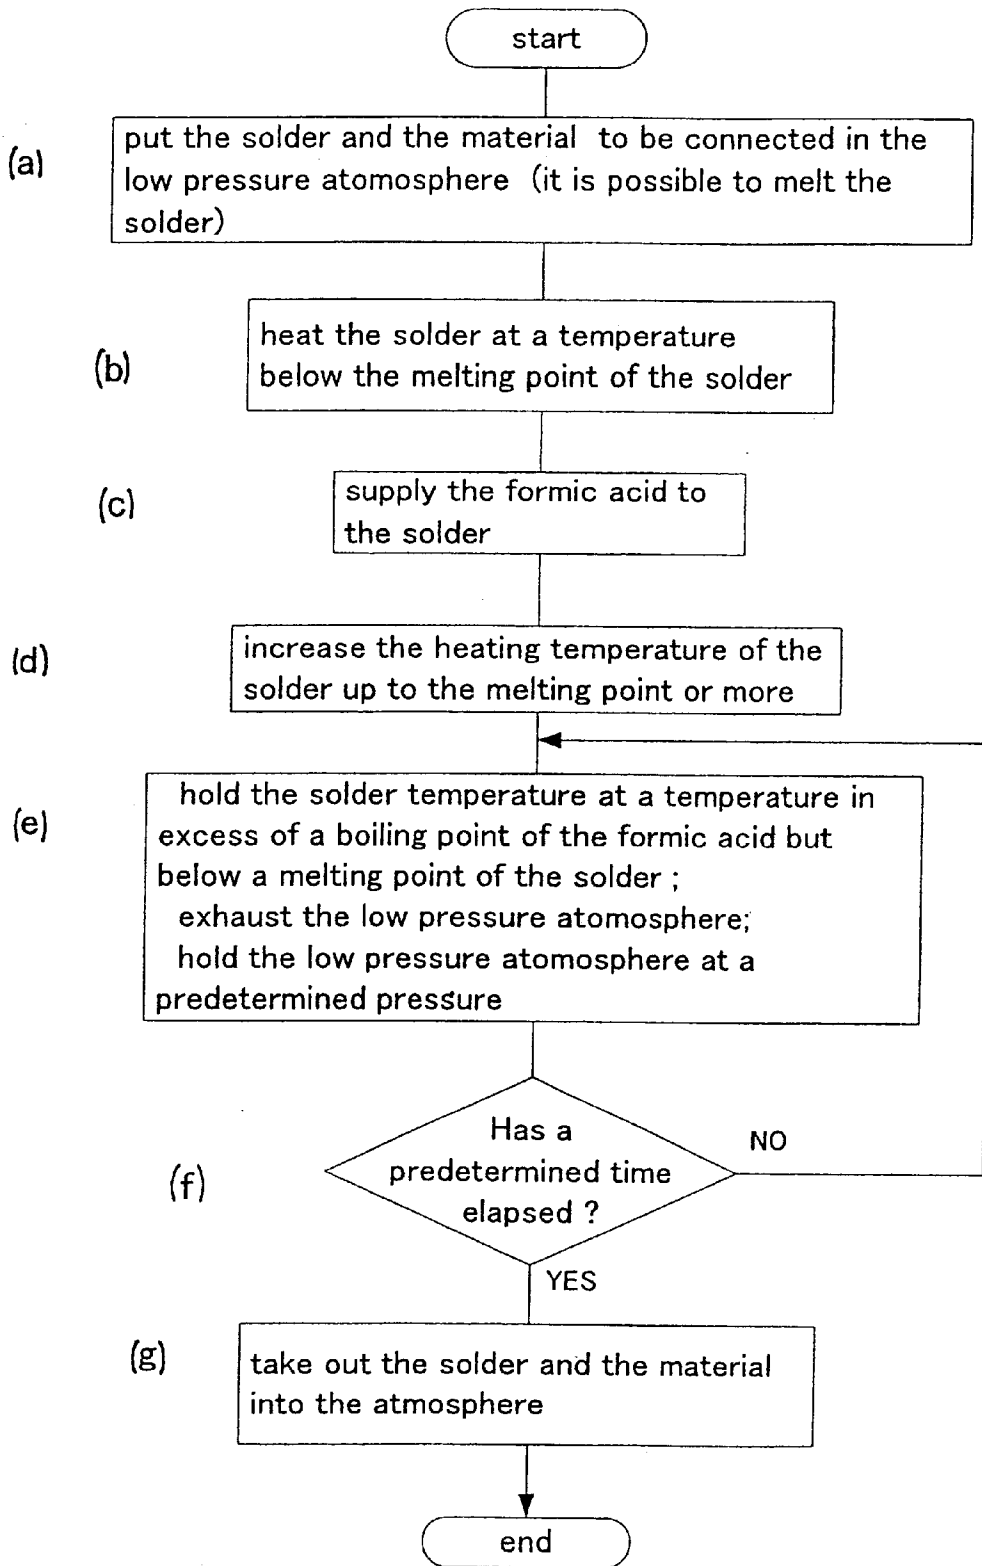 start
(a)
put the solder and the material to be connected in the
low pressure atomosphere (it is possible to melt the
solder)
(b)
heat the solder at a temperature
below the melting point of the solder
(c)
supply the formic acid to
the solder
(d)
increase the heating temperature of the
solder up to the melting point or more
(e)
hold the solder temperature at a temperature in
excess of a boiling point of the formic acid but
below a melting point of the solder ;
exhaust the low pressure atomosphere;
hold the low pressure atomosphere at a
predetermined pressure
(f)
Has a
predetermined time
elapsed ?
NO
YES
(g)
take out the solder and the material
into the atmosphere
end